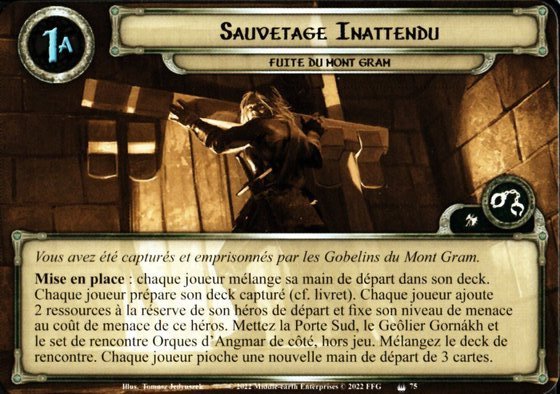 1A
Sauvetage Inattendu
Fuite du Mont Gram
Vous avez été capturés et emprisonnés par les Gobelins du Mont Gram.
Mise en place : chaque joueur mélange sa main de départ dans son deck.
Chaque joueur prépare son deck capturé (cf. livret). Chaque joueur ajoute
2 ressources à la réserve de son héros de départ et fixe son niveau de menace
au coût de menace de ce héros. Mettez la Porte Sud, le Geôlier Gornákh et
le set de rencontre Orques d'Angmar de côté, hors jeu. Mélangez le deck de
rencontre. Chaque joueur pioche une nouvelle main de départ de 3 cartes.
Illus. Tomasz Jedruszek © 2022 Middle-earth Enterprises © 2022 FFG 75